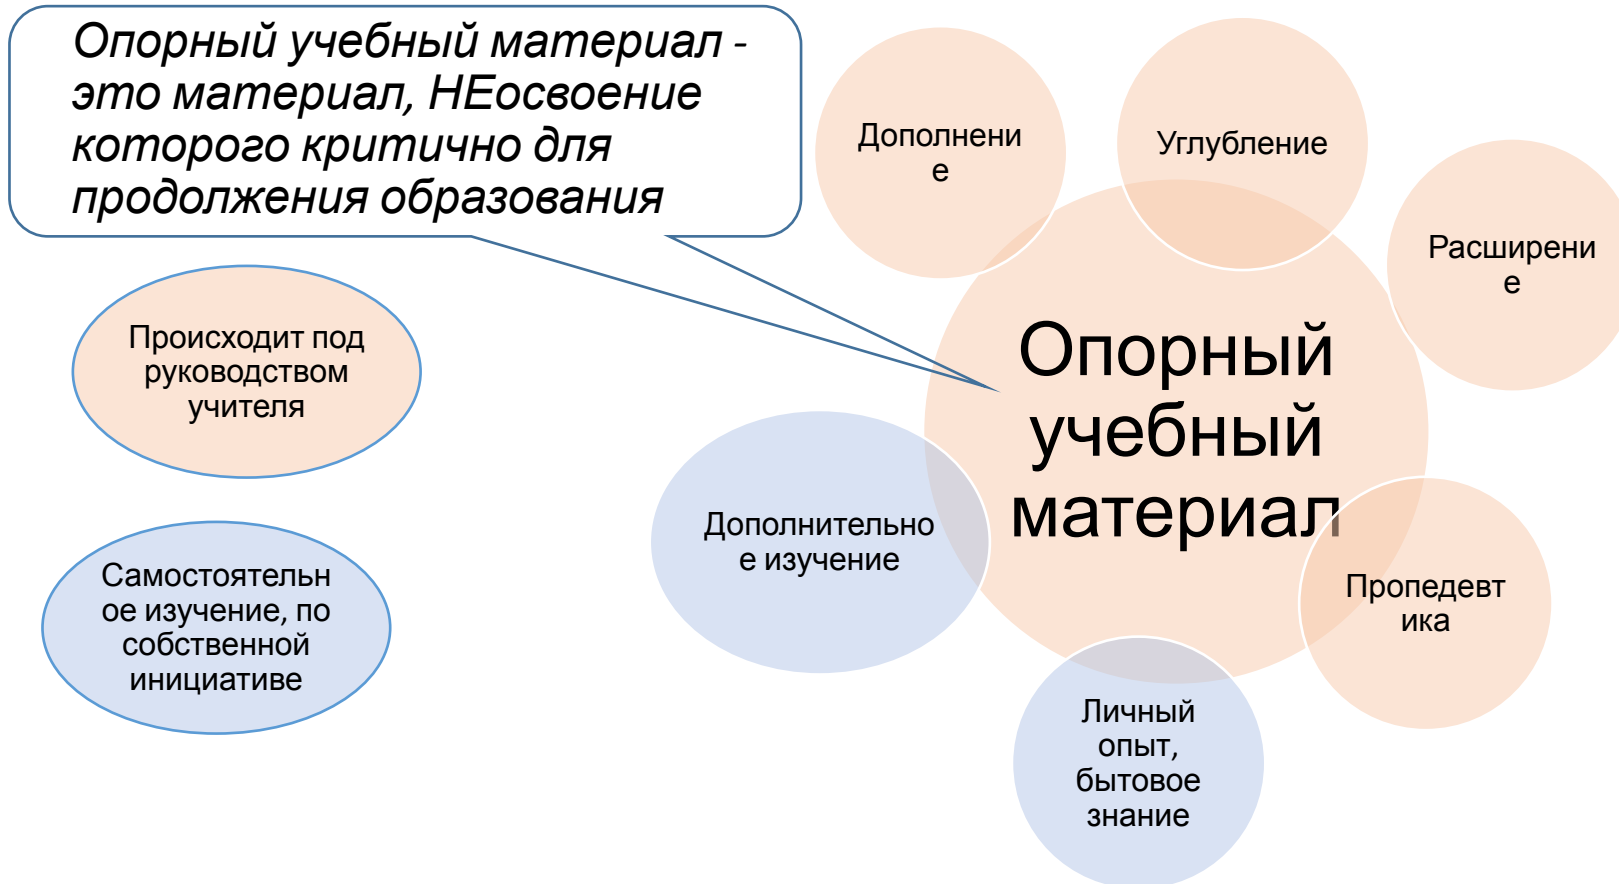 Опорный учебный материал -
это материал, НЕосвоение
которого критично для
продолжения образования
Дополнени
е
Углубление
Расширени
е
Происходит под
руководством
учителя
Опорный
учебный
материал
Дополнительно
е изучение
Самостоятельн
ое изучение, по
собственной
инициативе
Пропедевт
ика
Личный
опыт,
бытовое
знание